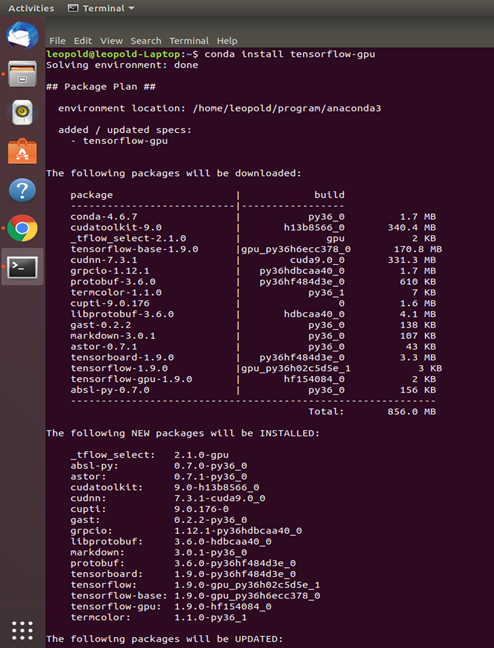 Activities Terminal
File Edit View Search Terminal Help
leopold@leopold-Laptop:~$ conda install tensorflow-gpu
Solving environment: done
## Package Plan ##
environment location: /home/leopold/program/anaconda3
added / updated specs:
- tensorflow-gpu
The following packages will be downloaded:
package | build
---------------------------|-----------------
conda-4.6.7 | py36_0 1.7 MB
cudatoolkit-9.0 | h13b8566_0 340.4 MB
_tflow_select-2.1.0 | gpu 2 KB
tensorflow-base-1.9.0 |gpu_py36h6ecc378_0 170.8 MB
cudnn-7.3.1 | cuda9.0_0 331.3 MB
grpcio-1.12.1 | py36hdbcaa40_0 1.7 MB
protobuf-3.6.0 | py36hf484d3e_0 610 KB
termcolor-1.1.0 | py36_1 7 KB
cupti-9.0.176 | 0 1.6 MB
libprotobuf-3.6.0 | hdbcaa40_0 4.1 MB
gast-0.2.2 | py36_0 138 KB
markdown-3.0.1 | py36_0 107 KB
astor-0.7.1 | py36_0 43 KB
tensorboard-1.9.0 | py36hf484d3e_0 3.3 MB
tensorflow-1.9.0 |gpu_py36h02c5d5e_1 3 KB
tensorflow-gpu-1.9.0 | hf154084_0 2 KB
absl-py-0.7.0 | py36_0 156 KB
------------------------------------------------------------
Total: 856.0 MB
The following NEW packages will be INSTALLED:
_tflow_select: 2.1.0-gpu
absl-py: 0.7.0-py36_0
astor: 0.7.1-py36_0
cudatoolkit: 9.0-h13b8566_0
cudnn: 7.3.1-cuda9.0_0
cupti: 9.0.176-0
gast: 0.2.2-py36_0
grpcio: 1.12.1-py36hdbcaa40_0
libprotobuf: 3.6.0-hdbcaa40_0
markdown: 3.0.1-py36_0
protobuf: 3.6.0-py36hf484d3e_0
tensorboard: 1.9.0-py36hf484d3e_0
tensorflow: 1.9.0-gpu_py36h02c5d5e_1
tensorflow-base: 1.9.0-gpu_py36h6ecc378_0
tensorflow-gpu: 1.9.0-hf154084_0
termcolor: 1.1.0-py36_1
The following packages will be UPDATED: